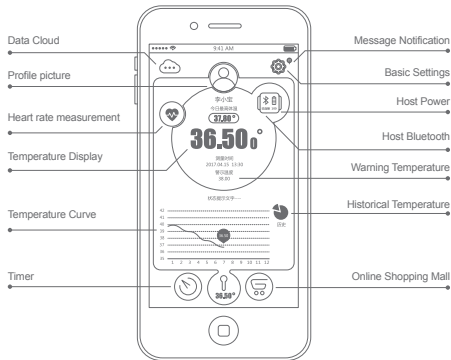 Data Cloud
Profile picture
Heart rate measurement
Temperature Display
Temperature Curve
Timer
9:41 AM
李小宝
今日最高体温
37.80°
36.50°
测量时间
2017.04.15 13:30
警示温度
38.00
42
41
40
39
38
37
36
35
1 2 3 4 5 6 7 8 9 10 11 12
历史
36.50°
Message Notification
Basic Settings
Host Power
Host Bluetooth
Warning Temperature
Historical Temperature
Online Shopping Mall